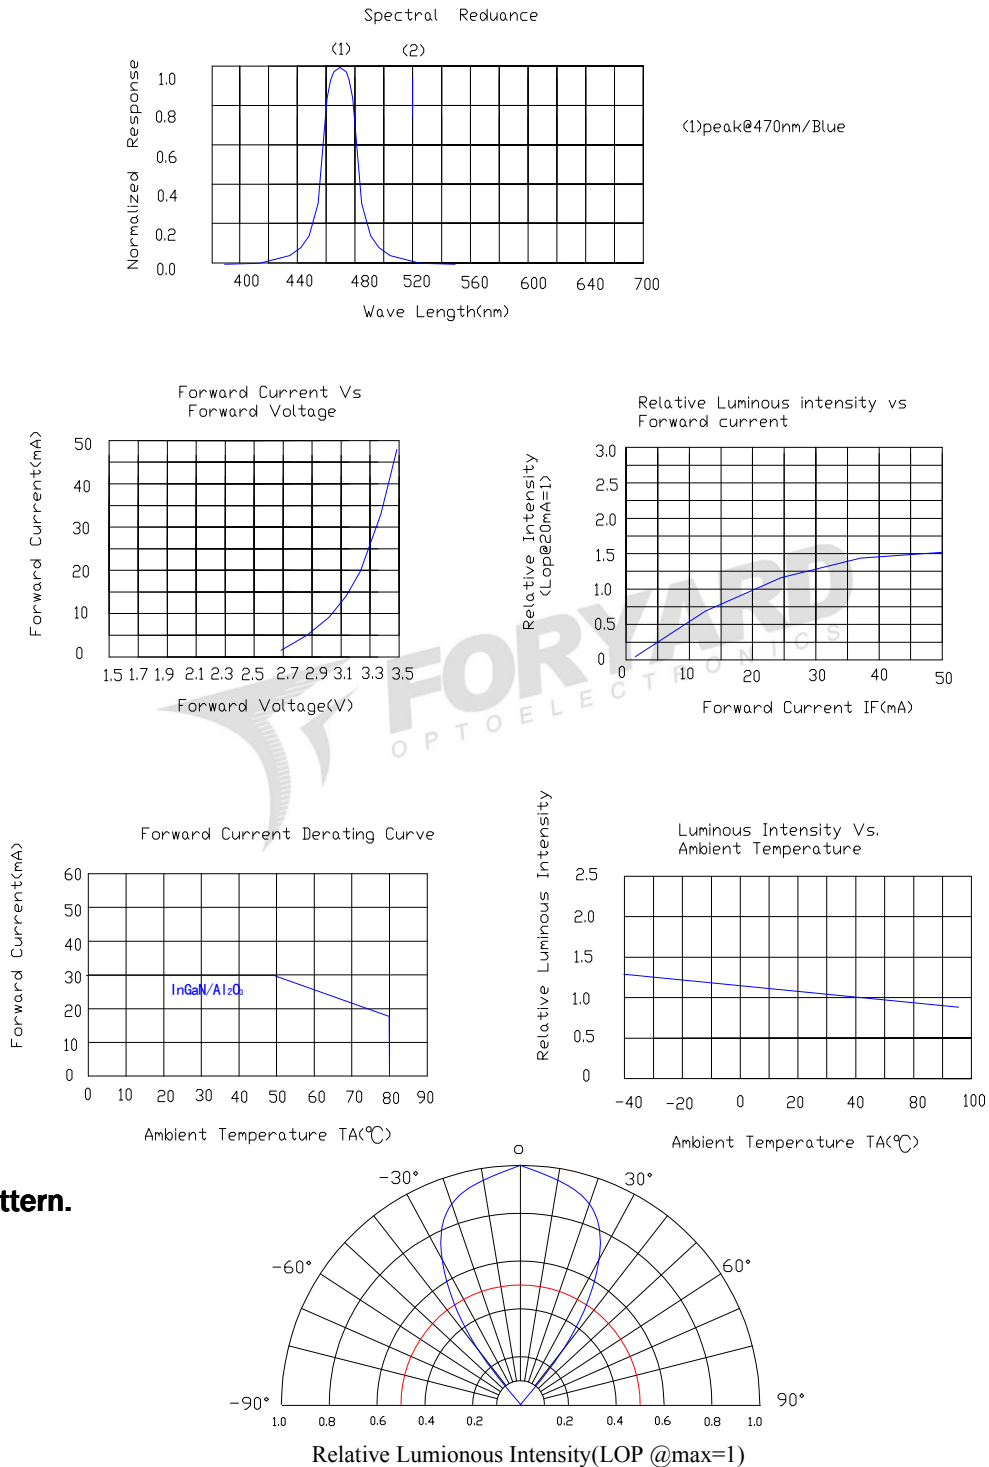 Spectral Reduance
(1)
(2)
Normalized Response
1.0
0.8
0.6
0.4
0.2
0.0
400 440 480 520 560 600 640 700
Wave Length(nm)
(1)peak@470nm/Blue
Forward Current Vs
Forward Voltage
Forward Current(mA)
50
40
30
20
10
0
1.5 1.7 1.9 2.1 2.3 2.5 2.7 2.9 3.1 3.3 3.5
Forward Voltage(V)
Relative Luminous intensity vs
Forward current
Relative Intensity
(Lop@20mA=1)
3.0
2.5
2.0
1.5
1.0
0.5
0
0 10 20 30 40 50
Forward Current IF(mA)
FORYARD
OPTOELECTRONICS
Forward Current Derating Curve
Forward Current(mA)
60
50
40
30
20
10
0
InGaN/Al₂O₃
0 10 20 30 40 50 60 70 80 90
Ambient Temperature TA(℃)
Luminous Intensity Vs.
Ambient Temperature
Relative Luminous Intensity
2.5
2.0
1.5
1.0
0.5
0
-40 -20 0 20 40 80 100
Ambient Temperature TA(℃)
ttern.
0
-30° 30°
-60° 60°
-90° 90°
1.0 0.8 0.6 0.4 0.2 0.2 0.4 0.6 0.8 1.0
Relative Lumionous Intensity(LOP @max=1)